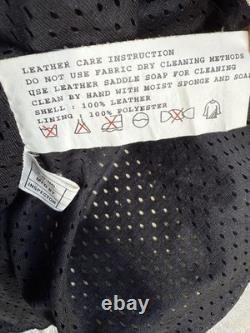 LEATHER CARE INSTRUCTION
DO NOT USE FABRIC DRY CLEANING METHODS
USE LEATHER SADDLE SOAP FOR CLEANING
CLEAN BY HAND WITH MOIST SPONGE AND SOAP
SHELL : 100% LEATHER
LINING : 100% POLYESTER
INSPECTOR